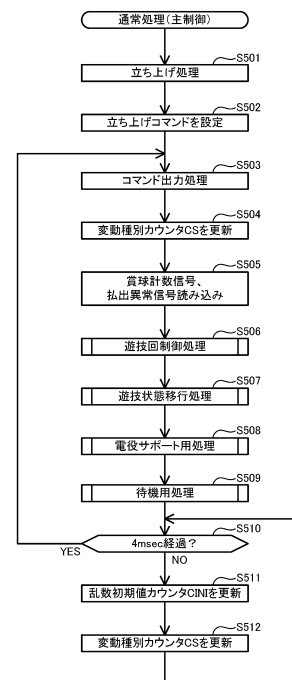 通常処理(主制御)
S501
立ち上げ処理
S502
立ち上げコマンドを設定
S503
コマンド出力処理
S504
変動種別カウンタCSを更新
S505
賞球計数信号、
払出異常信号読み込み
S506
遊技回制御処理
S507
遊技状態移行処理
S508
電役サポート用処理
S509
待機用処理
S510
4msec経過?
YES
NO
S511
乱数初期値カウンタCINIを更新
S512
変動種別カウンタCSを更新